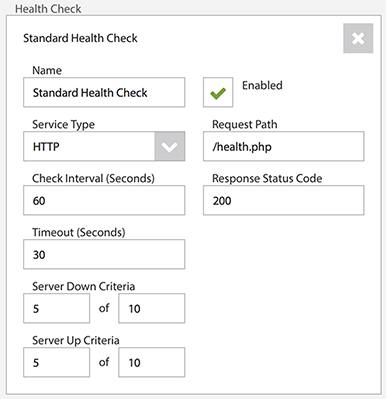 Health Check
Standard Health Check
Name
Standard Health Check
Enabled
Service Type
HTTP
Request Path
/health.php
Check Interval (Seconds)
60
Response Status Code
200
Timeout (Seconds)
30
Server Down Criteria
5 of 10
Server Up Criteria
5 of 10